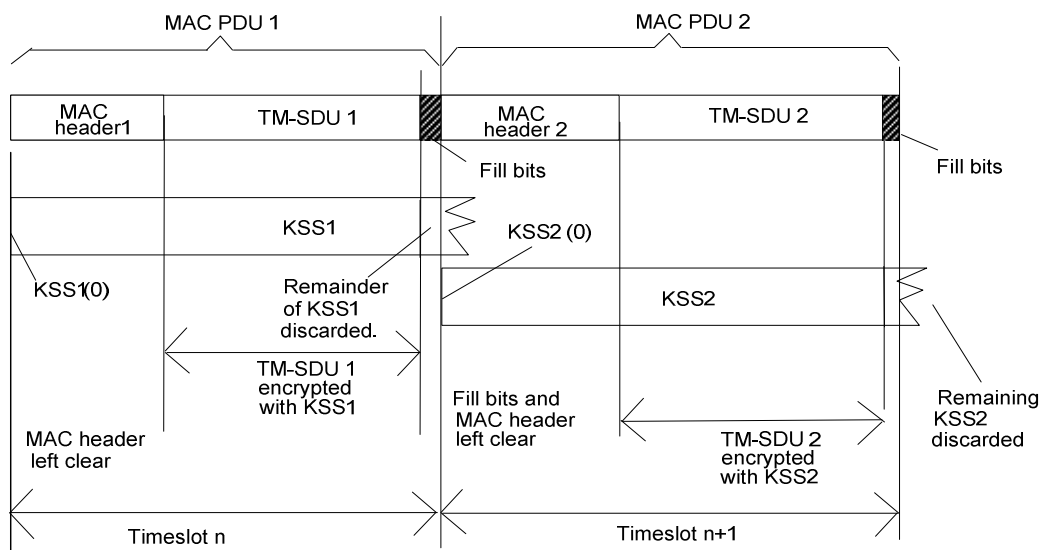 MAC PDU 1
MAC PDU 2
MAC
header1
TM-SDU 1
MAC
header 2
TM-SDU 2
Fill bits
Fill bits
KSS1
KSS2 (0)
KSS1(0)
Remainder
of KSS1
discarded.
KSS2
TM-SDU 1
encrypted
with KSS1
Fill bits and
MAC header
left clear
Remaining
KSS2
discarded
MAC header
left clear
TM-SDU 2
encrypted
with KSS2
Timeslot n
Timeslot n+1